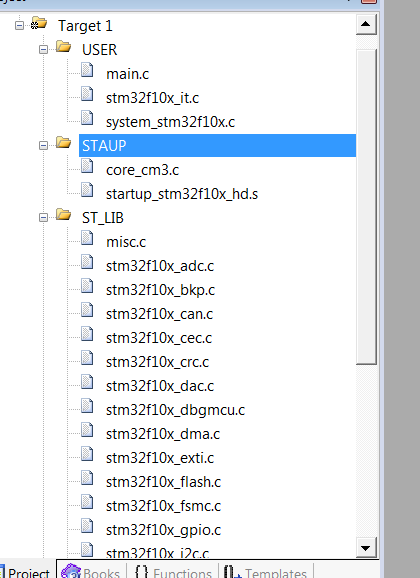 Target 1
USER
main.c
stm32f10x_it.c
system_stm32f10x.c
STAUP
core_cm3.c
startup_stm32f10x_hd.s
ST_LIB
misc.c
stm32f10x_adc.c
stm32f10x_bkp.c
stm32f10x_can.c
stm32f10x_cec.c
stm32f10x_crc.c
stm32f10x_dac.c
stm32f10x_dbgmcu.c
stm32f10x_dma.c
stm32f10x_exti.c
stm32f10x_flash.c
stm32f10x_fsmc.c
stm32f10x_gpio.c
stm32f10x_i2c.c
Project Books {} Functions Templates